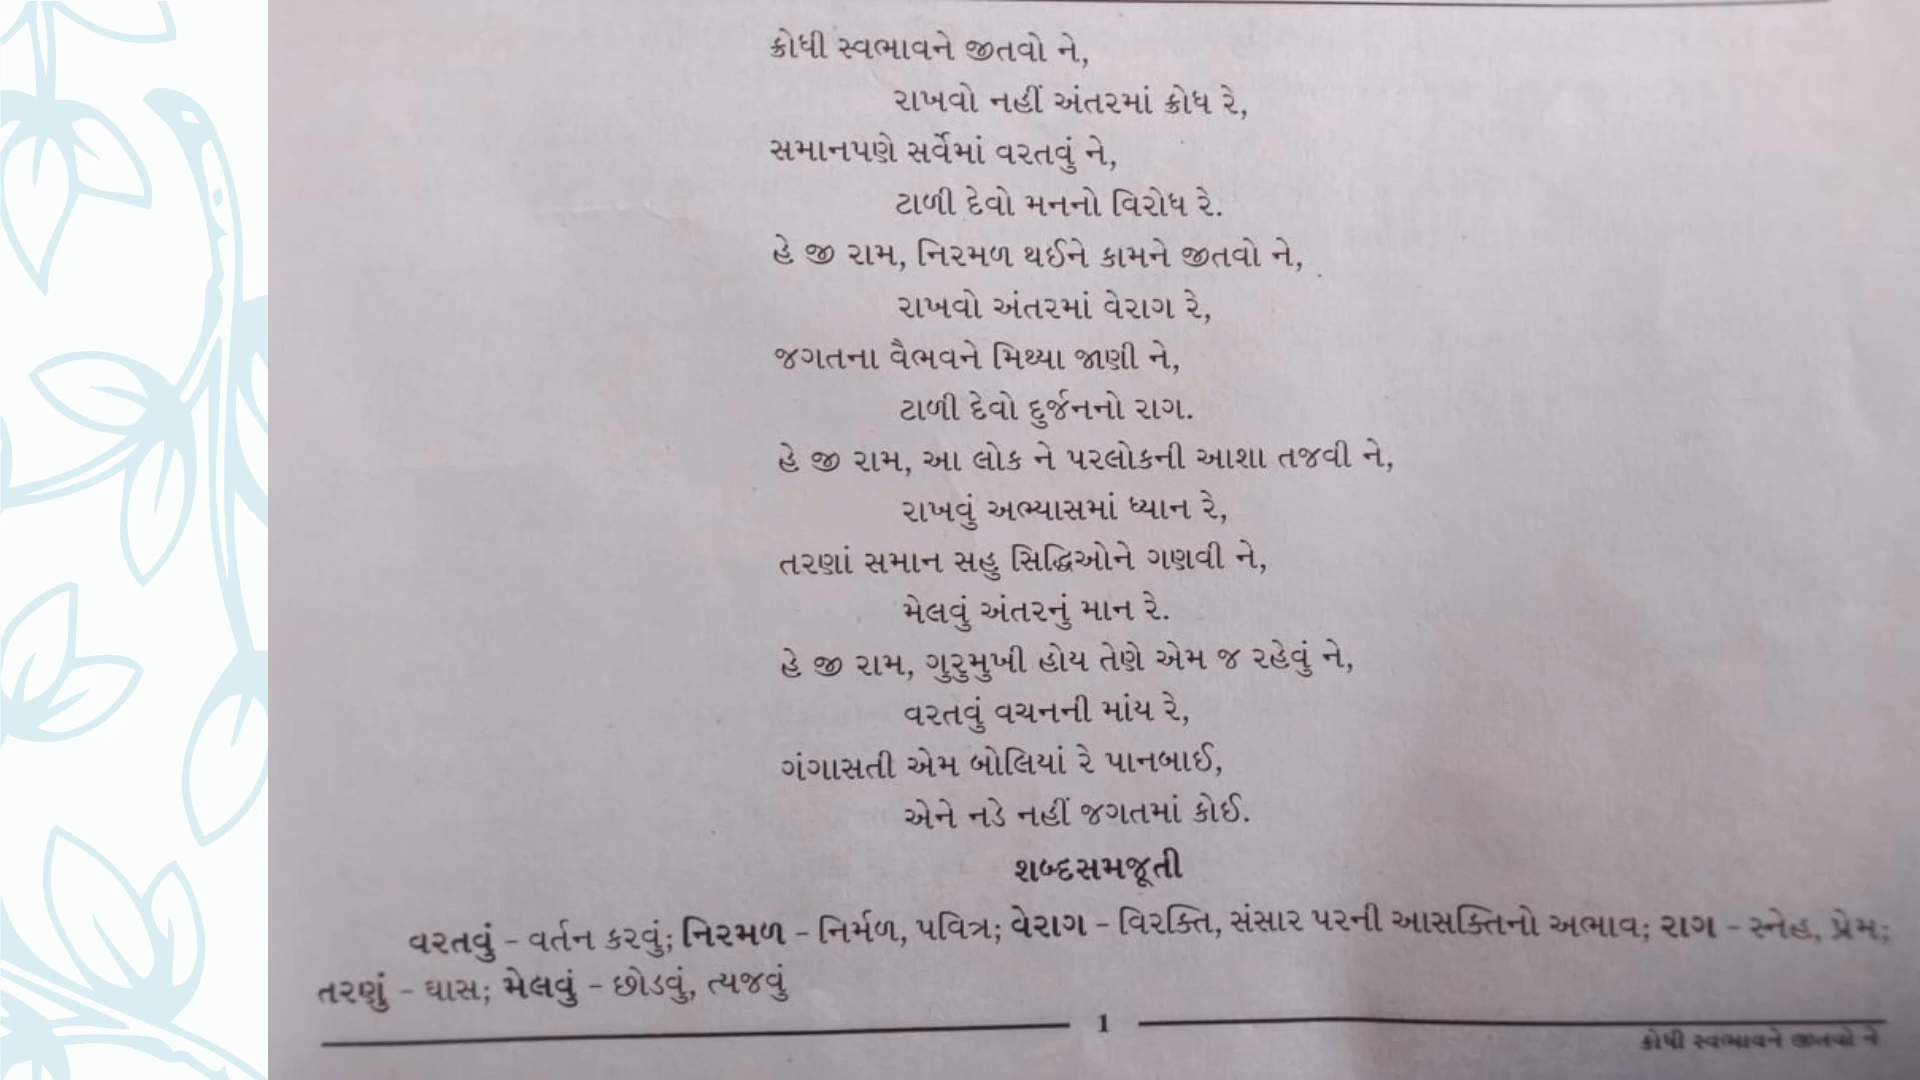 ક્રોધી સ્વભાવને જીતવો ને,
રાખવો નહીં અંતરમાં ક્રોધ રે,
સમાનપણે સર્વેમાં વરતવું ને,
ટાળી દેવો મનનો વિરોધ રે.
હે જી રામ, નિરમળ થઈને કામને જીતવો ને,
રાખવો અંતરમાં વેરાગ રે,
જગતના વૈભવને મિથ્યા જાણી ને,
ટાળી દેવો દુર્જનનો રાગ.
હે જી રામ, આ લોક ને પરલોકની આશા તજવી ને,
રાખવું અભ્યાસમાં ધ્યાન રે,
તરણાં સમાન સહુ સિદ્ધિઓને ગણવી ને,
મેલવું અંતરનું માન રે.
હે જી રામ, ગુરુમુખી હોય તેણે એમ જ રહેવું ને,
વરતવું વચનની માંય રે,
ગંગાસતી એમ બોલિયાં રે પાનબાઈ,
એને નડે નહીં જગતમાં કોઈ.
શબ્દસમજૂતી
વરતવું – વર્તન કરવું; નિરમળ – નિર્મળ, પવિત્ર; વેરાગ – વિરક્તિ, સંસાર પરની આસક્તિનો અભાવ; રાગ – સ્નેહ, પ્રેમ;
તરણું – ઘાસ; મેલવું – છોડવું, ત્યજવું
1
ક્રોધી સ્વભાવને જીતવો ને